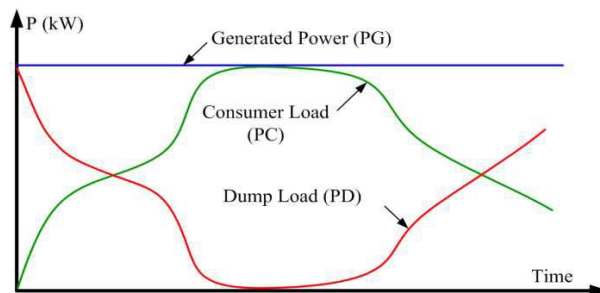 P (kW)
Generated Power (PG)
Consumer Load
(PC)
Dump Load (PD)
Time